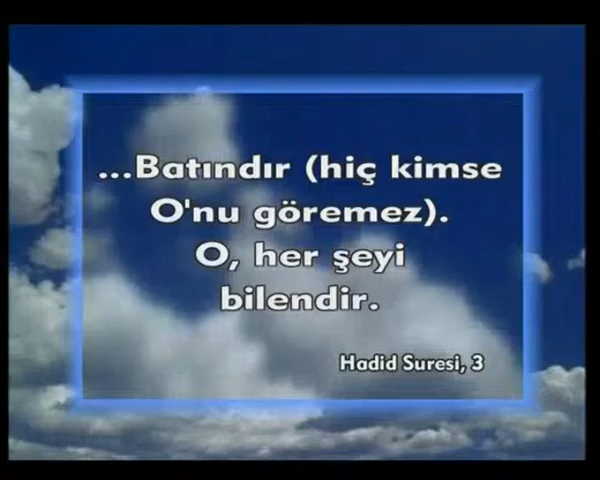 ...Batındır (hiç kimse
O'nu göremez).
O, her şeyi
bilendir.
Hadid Suresi, 3